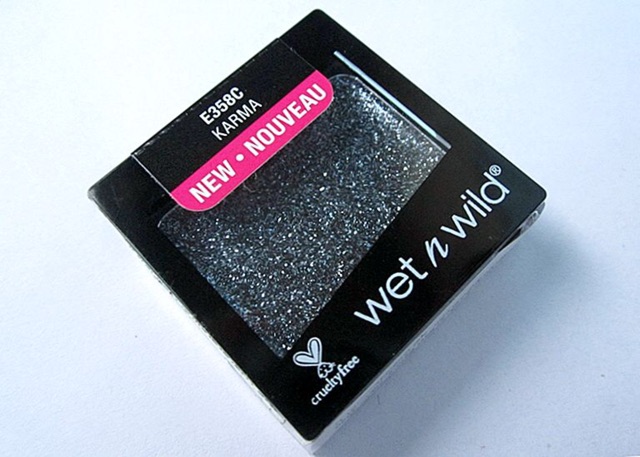 E358C
KARMA
NEW • NOUVEAU
wet n wild®
crueltyfree